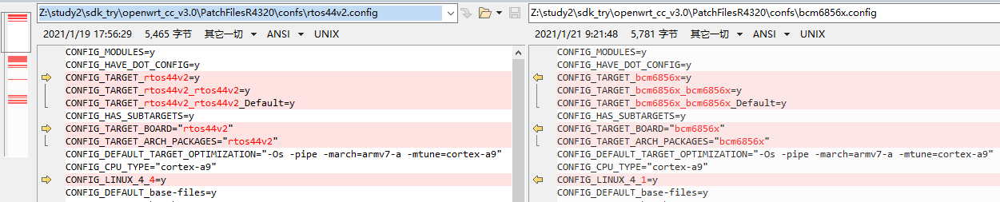 Z:\study2\sdk_try\openwrt_cc_v3.0\PatchFilesR4320\confs\rtos44v2.config
2021/1/19 17:56:29 5,465 字节 其它一切 ANSI UNIX
CONFIG_MODULES=y
CONFIG_HAVE_DOT_CONFIG=y
CONFIG_TARGET_rtos44v2=y
CONFIG_TARGET_rtos44v2_rtos44v2=y
CONFIG_TARGET_rtos44v2_rtos44v2_Default=y
CONFIG_HAS_SUBTARGETS=y
CONFIG_TARGET_BOARD="rtos44v2"
CONFIG_TARGET_ARCH_PACKAGES="rtos44v2"
CONFIG_DEFAULT_TARGET_OPTIMIZATION="-Os -pipe -march=armv7-a -mtune=cortex-a9"
CONFIG_CPU_TYPE="cortex-a9"
CONFIG_LINUX_4_4=y
CONFIG_DEFAULT_base-files=y
Z:\study2\sdk_try\openwrt_cc_v3.0\PatchFilesR4320\confs\bcm6856x.config
2021/1/21 9:21:48 5,781 字节 其它一切 ANSI UNIX
CONFIG_MODULES=y
CONFIG_HAVE_DOT_CONFIG=y
CONFIG_TARGET_bcm6856x=y
CONFIG_TARGET_bcm6856x_bcm6856x=y
CONFIG_TARGET_bcm6856x_bcm6856x_Default=y
CONFIG_HAS_SUBTARGETS=y
CONFIG_TARGET_BOARD="bcm6856x"
CONFIG_TARGET_ARCH_PACKAGES="bcm6856x"
CONFIG_DEFAULT_TARGET_OPTIMIZATION="-Os -pipe -march=armv7-a -mtune=cortex-a9"
CONFIG_CPU_TYPE="cortex-a9"
CONFIG_LINUX_4_1=y
CONFIG_DEFAULT_base-files=y